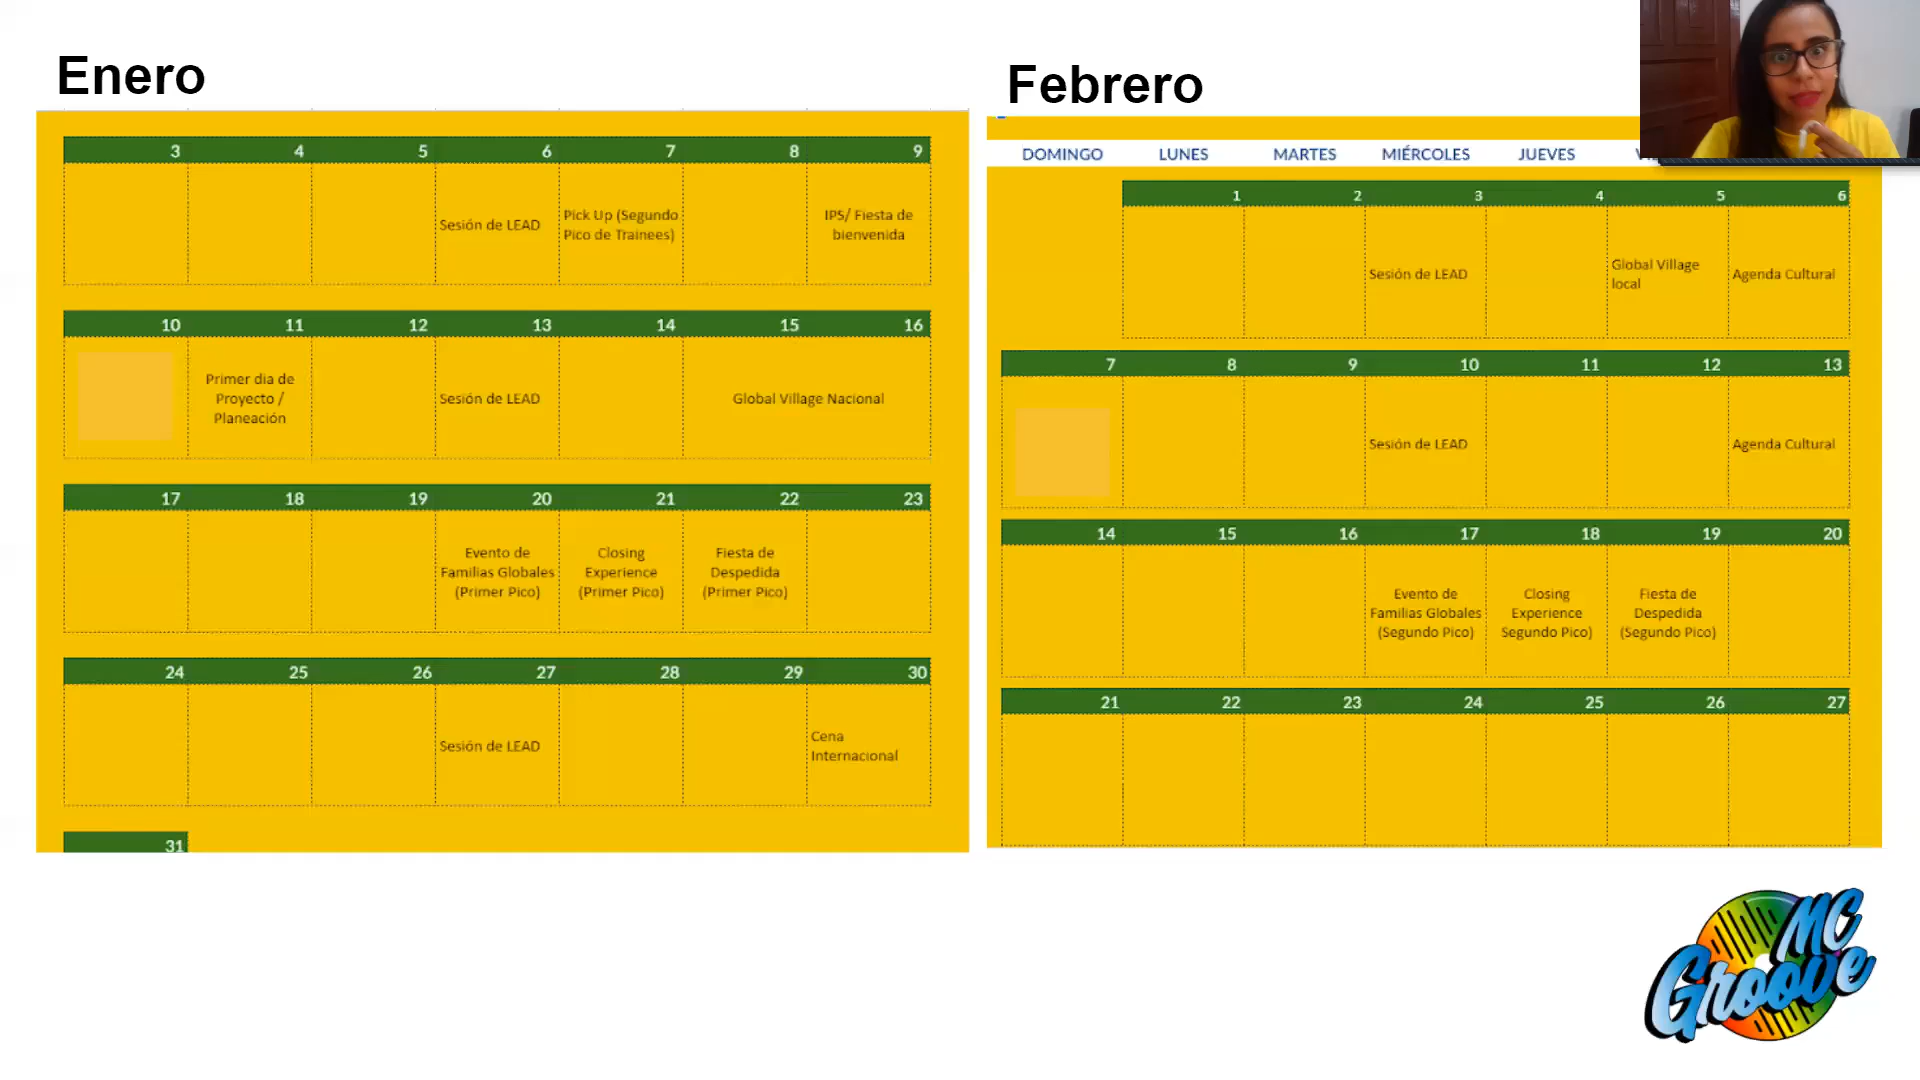 Enero
3 4 5 6 7 8 9
Sesión de LEAD
Pick Up (Segundo
Pico de Trainees)
IPS/ Fiesta de
bienvenida
10 11 12 13 14 15 16
Primer dia de
Proyecto /
Planeación
Sesión de LEAD
Global Village Nacional
17 18 19 20 21 22 23
Evento de
Familias Globales
(Primer Pico)
Closing
Experience
(Primer Pico)
Fiesta de
Despedida
(Primer Pico)
24 25 26 27 28 29 30
Sesión de LEAD
Cena
Internacional
31
Febrero
DOMINGO LUNES MARTES MIÉRCOLES JUEVES
1 2 3 4 5 6
Sesión de LEAD
Global Village
local
Agenda Cultural
7 8 9 10 11 12 13
Sesión de LEAD
Agenda Cultural
14 15 16 17 18 19 20
Evento de
Familias Globales
(Segundo Pico)
Closing
Experience
Segundo Pico)
Fiesta de
Despedida
(Segundo Pico)
21 22 23 24 25 26 27
MC
Groove